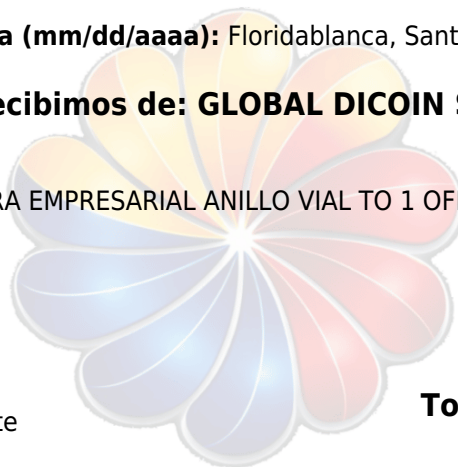 a (mm/dd/aaaa): Floridablanca, Sant
ecibimos de: GLOBAL DICOIN
RA EMPRESARIAL ANILLO VIAL TO 1 OF
To
te